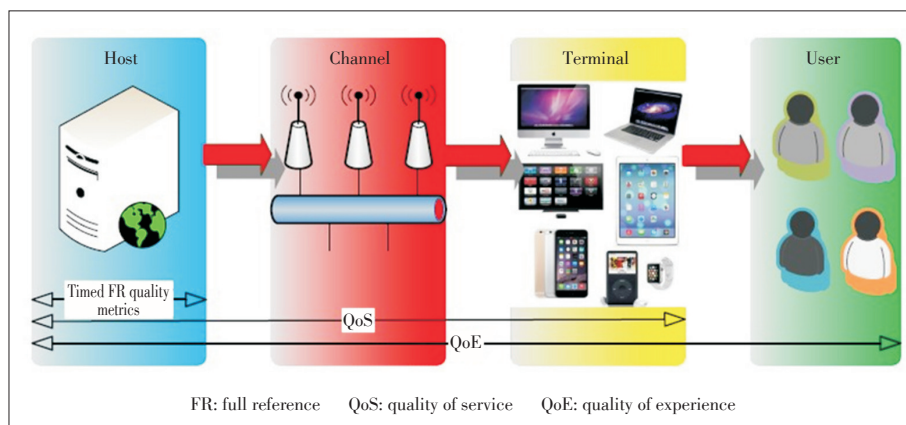 Host
Channel
Terminal
User
Timed FR quality
metrics
QoS
QoE
FR: full reference QoS: quality of service QoE: quality of experience